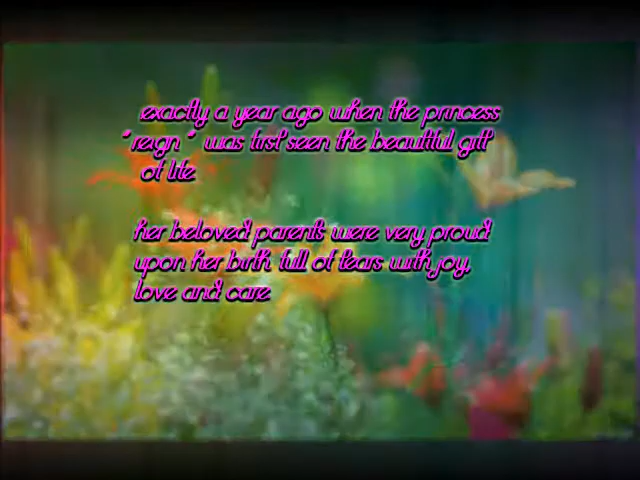 exactly a year ago when the princess
"reign" was first seen the beautiful gift
of life
her beloved parents were very proud
upon her birth full of tears with joy,
love and care